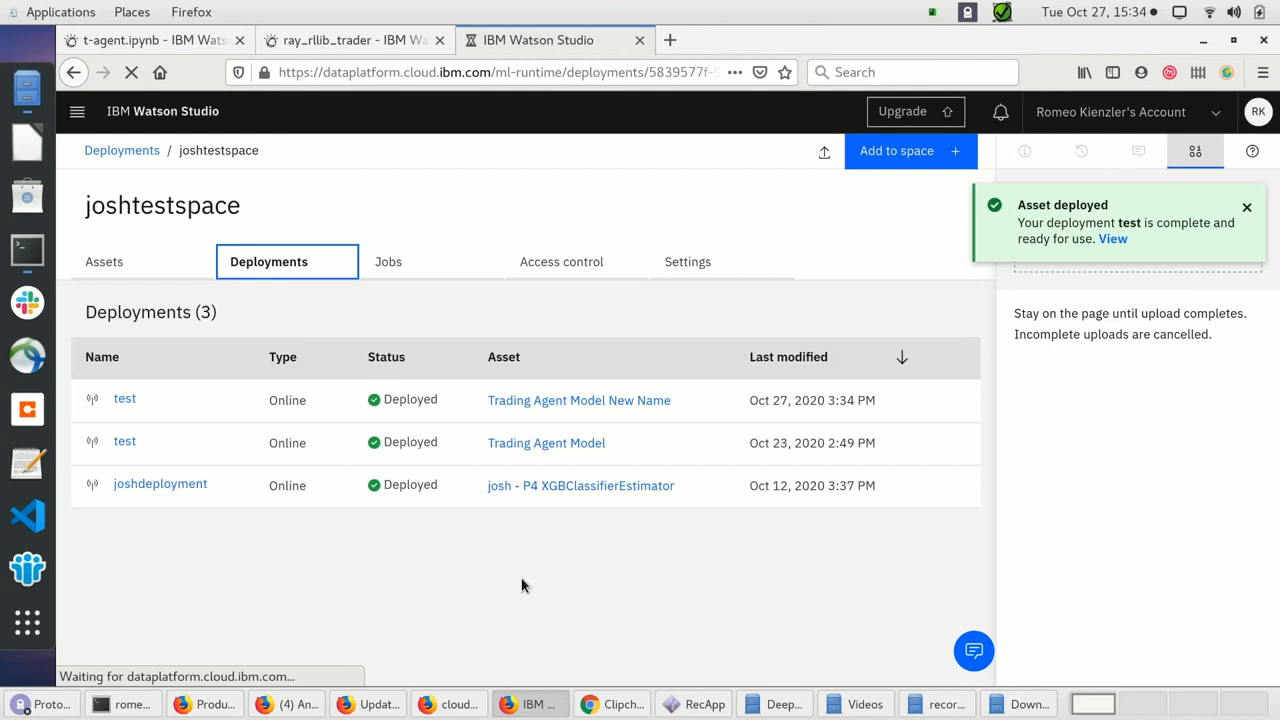 Applications Places Firefox Tue Oct 27, 15:34
t-agent.ipynb - IBM Wats ray_rllib_trader - IBM Wa IBM Watson Studio
https://dataplatform.cloud.ibm.com/ml-runtime/deployments/5839577f- Search
IBM Watson Studio Upgrade Romeo Kienzler's Account RK
Deployments / joshtestspace Add to space +
joshtestspace
Asset deployed
Your deployment test is complete and
ready for use. View
Assets Deployments Jobs Access control Settings
Deployments (3)
Stay on the page until upload completes.
Incomplete uploads are cancelled.
Name Type Status Asset Last modified
test Online Deployed Trading Agent Model New Name Oct 27, 2020 3:34 PM
test Online Deployed Trading Agent Model Oct 23, 2020 2:49 PM
joshdeployment Online Deployed josh - P4 XGBClassifierEstimator Oct 12, 2020 3:37 PM
Waiting for dataplatform.cloud.ibm.com...
Proto... rome... Produ... (4) Updat... cloud... IBM ... Clipch... RecApp Deep... Videos recor... Down...